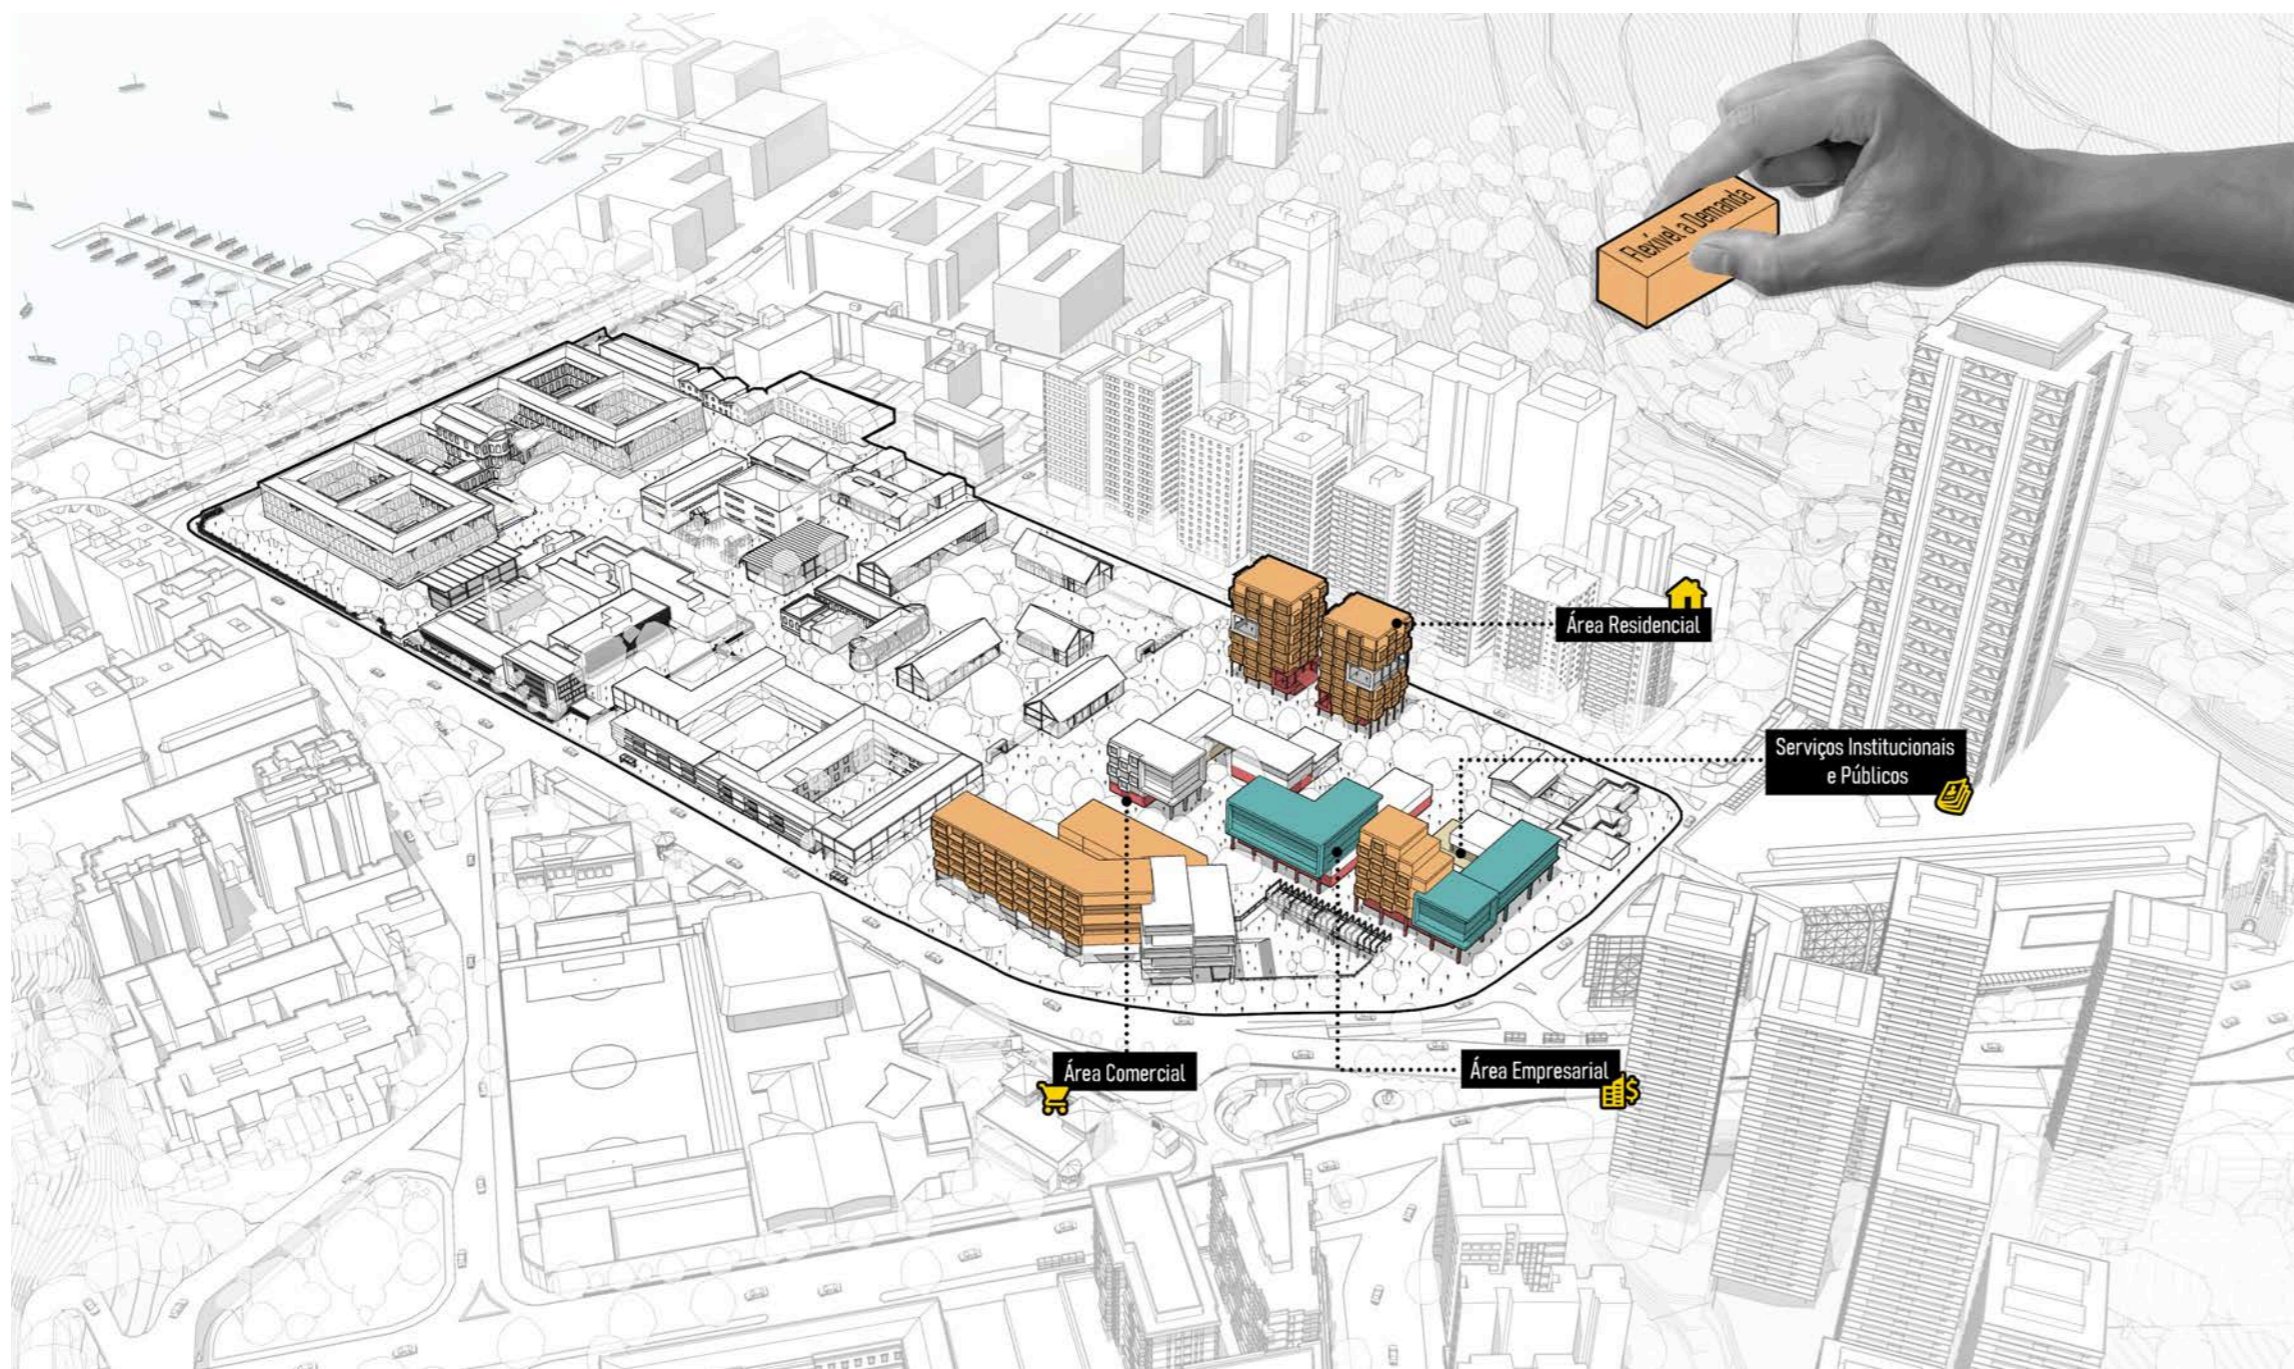 Flexível a Demanda
Área Residencial
Serviços Institucionais
e Públicos
Área Comercial
Área Empresarial